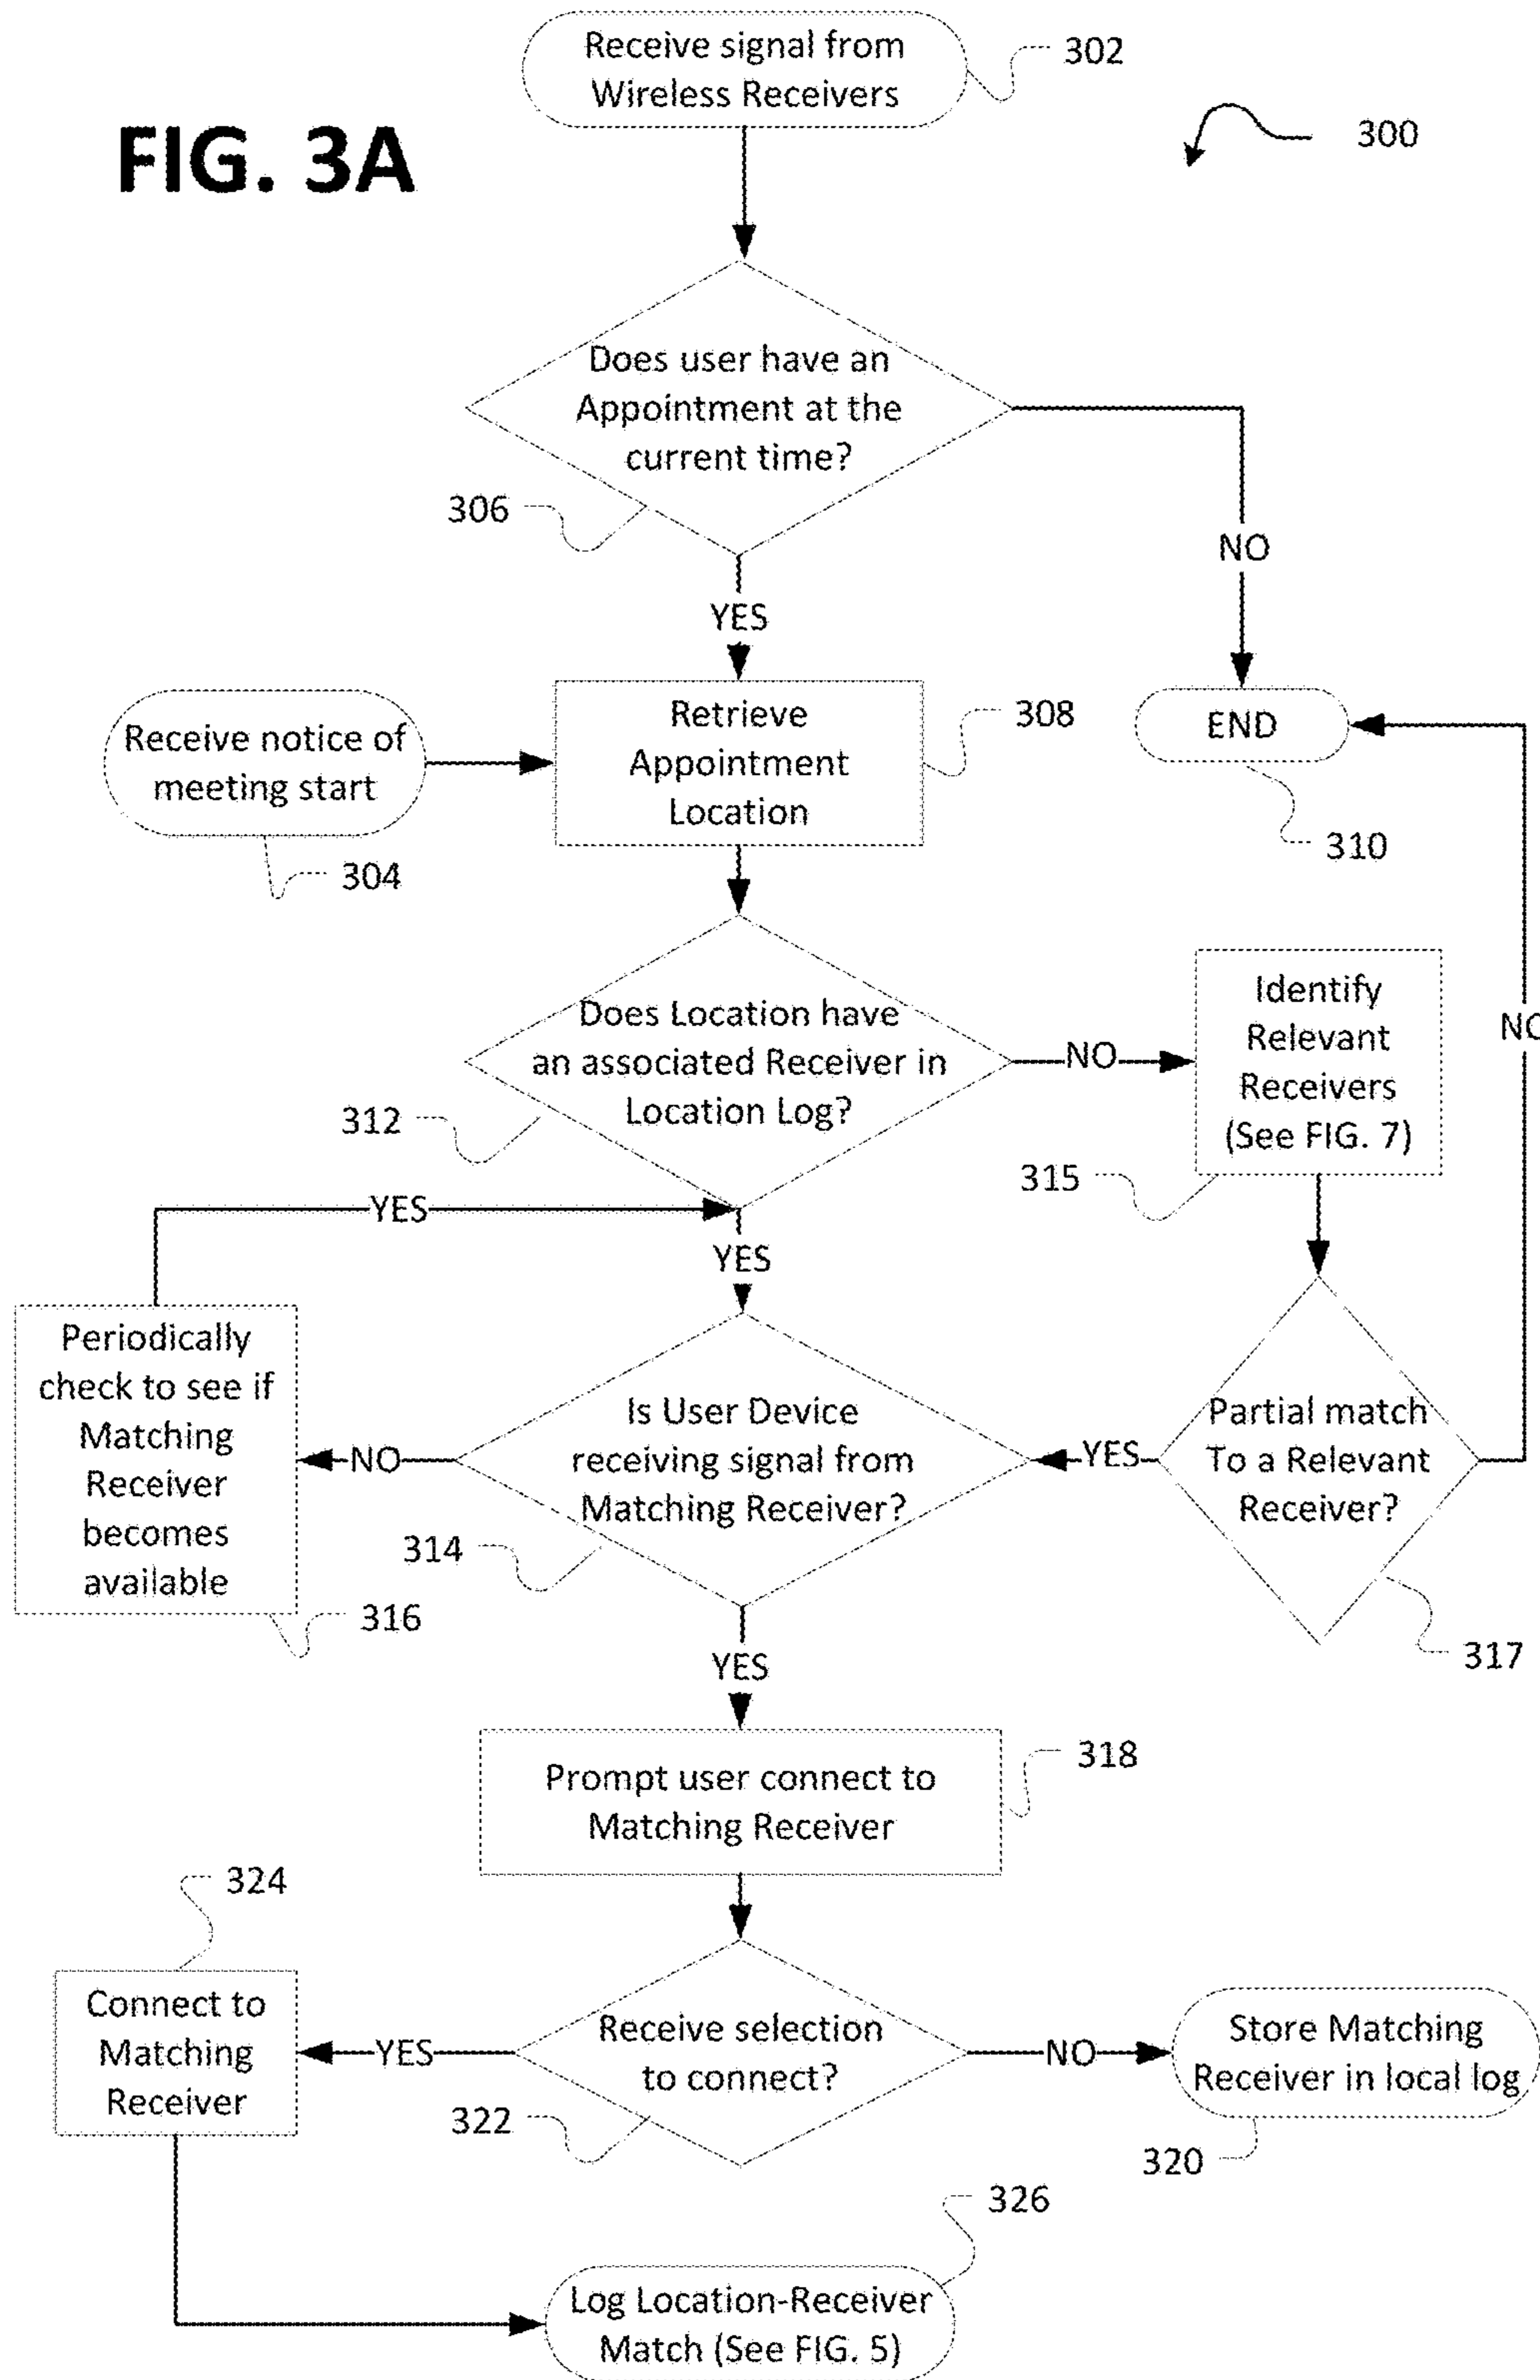 Receive signal from
Wireless Receivers
302
FIG. 3A
300
Does user have an
Appointment at the
current time?
306
NO
YES
Receive notice of
meeting start
304
Retrieve
Appointment
Location
308
END
310
Does Location have
an associated Receiver in
Location Log?
312
NO
Identify
Relevant
Receivers
(See FIG. 7)
315
NO
YES
YES
Periodically
check to see if
Matching
Receiver
becomes
available
316
NO
Is User Device
receiving signal from
Matching Receiver?
314
YES
Partial match
To a Relevant
Receiver?
317
YES
Prompt user connect to
Matching Receiver
318
324
Connect to
Matching
Receiver
YES
Receive selection
to connect?
322
NO
Store Matching
Receiver in local log
320
326
Log Location-Receiver
Match (See FIG. 5)